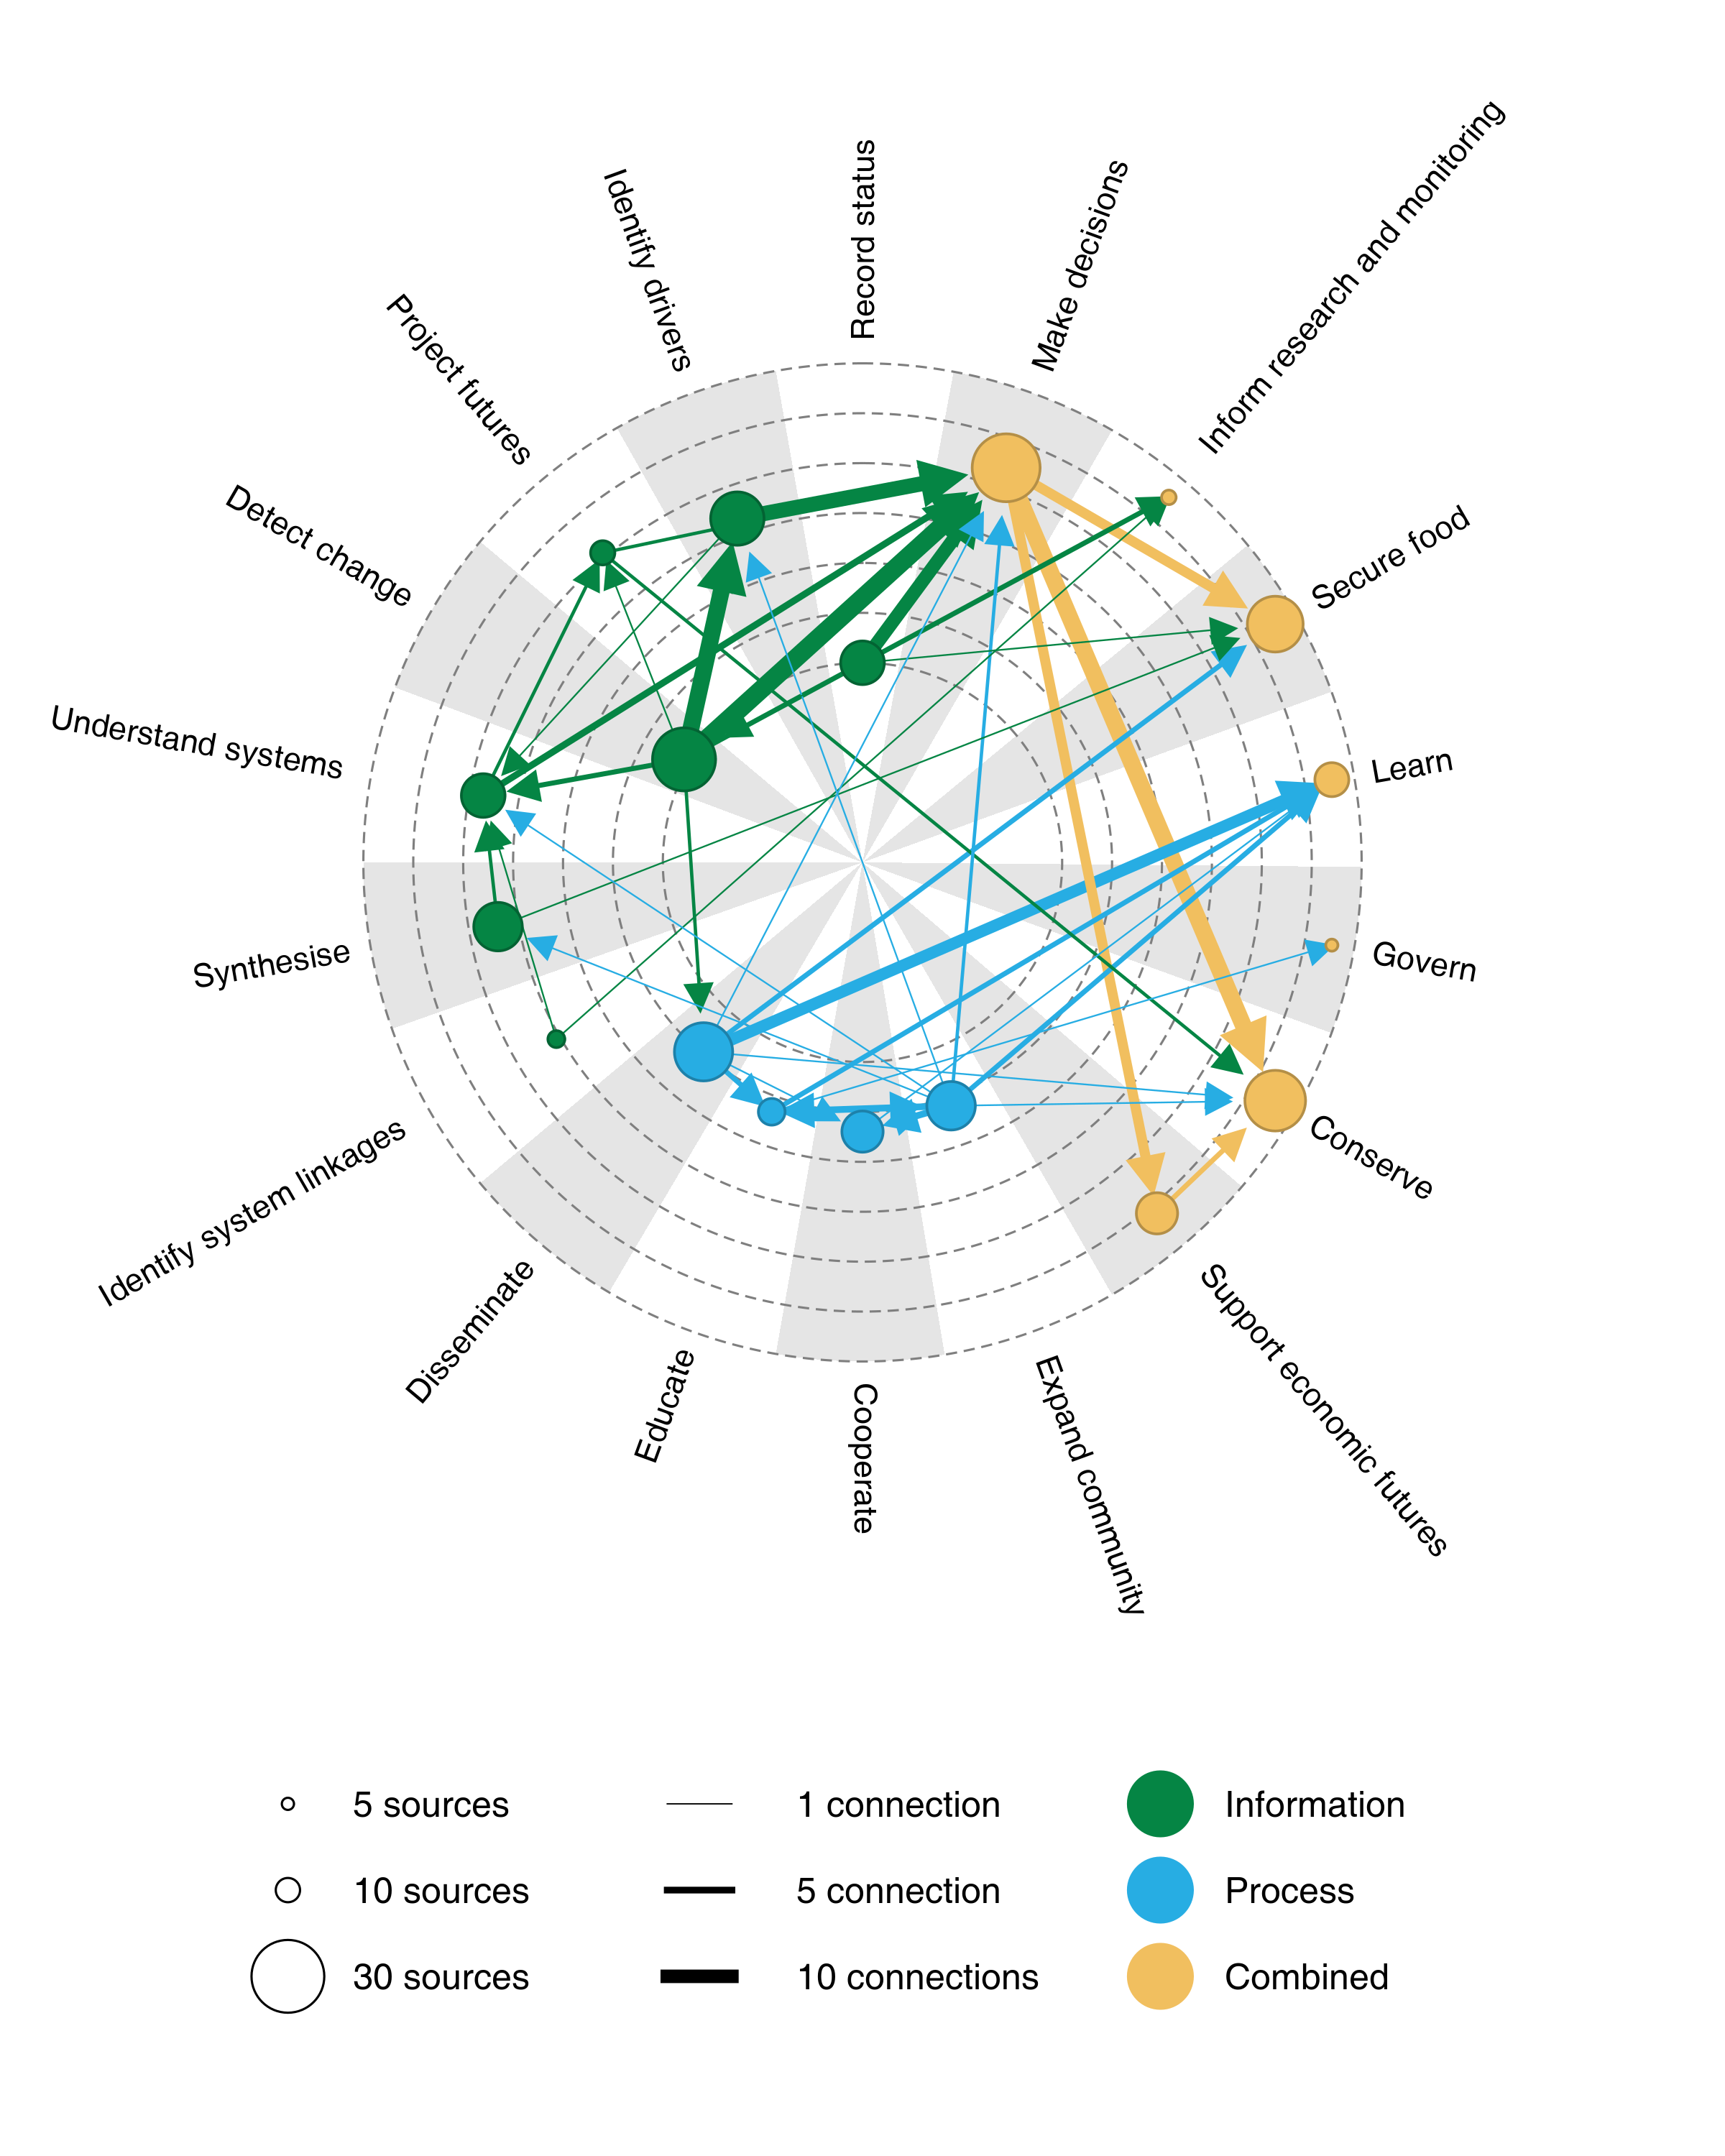 Record status
Make decisions
Inform research and monitoring
Secure food
Learn
Govern
Conserve
Support economic futures
Expand community
Cooperate
Educate
Disseminate
Identify system linkages
Synthesise
Understand systems
Detect change
Project futures
Identify drivers
5 sources
1 connection
Information
10 sources
5 connection
Process
30 sources
10 connections
Combined